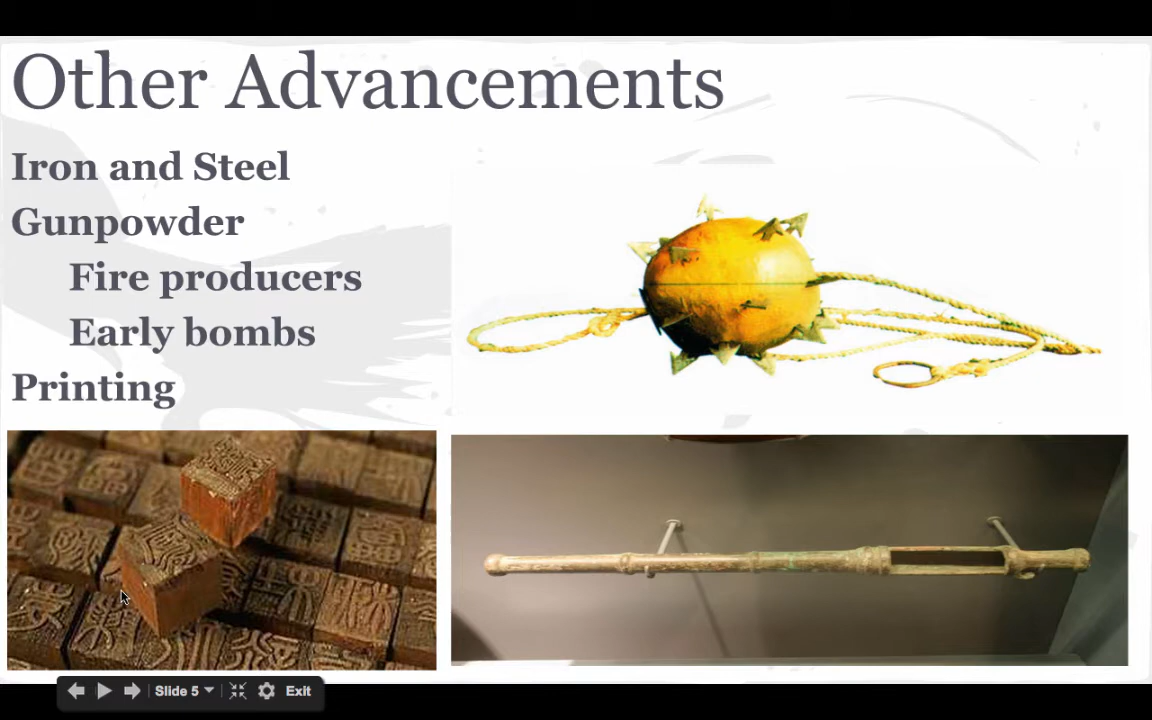 Other Advancements
Iron and Steel
Gunpowder
Fire producers
Early bombs
Printing
Slide 5
Exit